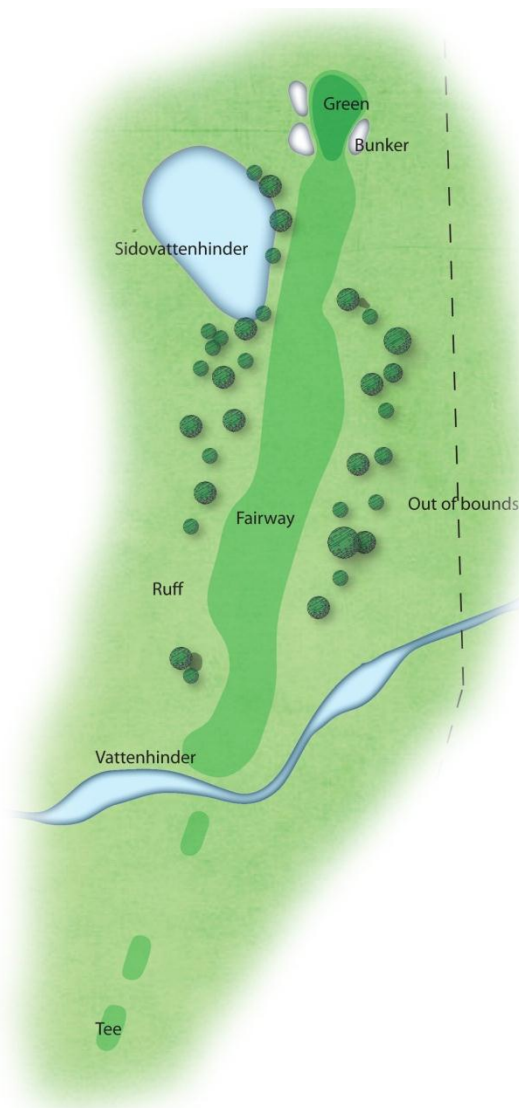 Green
Bunker
Sidovattenhinder
Out of bounds
Fairway
Ruff
Vattenhinder
Tee